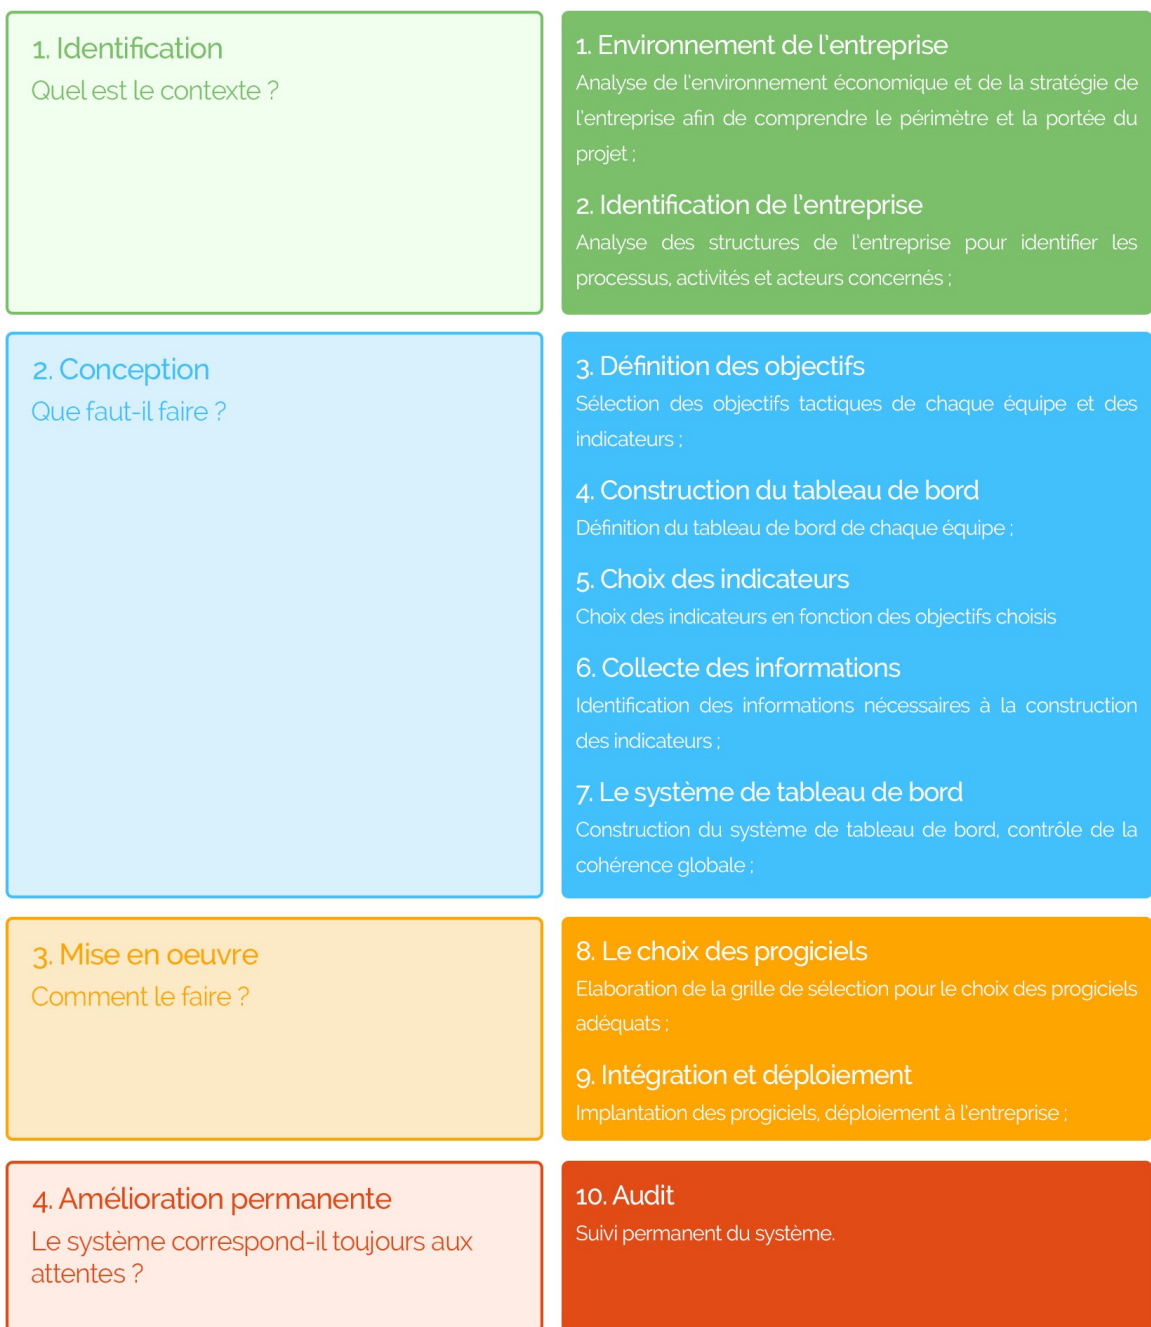 1. Identification
Quel est le contexte ?
1. Environnement de l'entreprise
Analyse de l'environnement économique et de la stratégie de
l'entreprise afin de comprendre le périmètre et la portée du
projet ;
2. Identification de l'entreprise
Analyse des structures de l'entreprise pour identifier les
processus, activités et acteurs concernés ;
2. Conception
Que faut-il faire ?
3. Définition des objectifs
Sélection des objectifs tactiques de chaque équipe et des
indicateurs ;
4. Construction du tableau de bord
Définition du tableau de bord de chaque équipe ;
5. Choix des indicateurs
Choix des indicateurs en fonction des objectifs choisis
6. Collecte des informations
Identification des informations nécessaires à la construction
des indicateurs ;
7. Le système de tableau de bord
Construction du système de tableau de bord, contrôle de la
cohérence globale ;
3. Mise en oeuvre
Comment le faire ?
8. Le choix des progiciels
Elaboration de la grille de sélection pour le choix des progiciels
adéquats ;
9. Intégration et déploiement
Implantation des progiciels, déploiement à l'entreprise ;
4. Amélioration permanente
Le système correspond-il toujours aux
attentes ?
10. Audit
Suivi permanent du système.